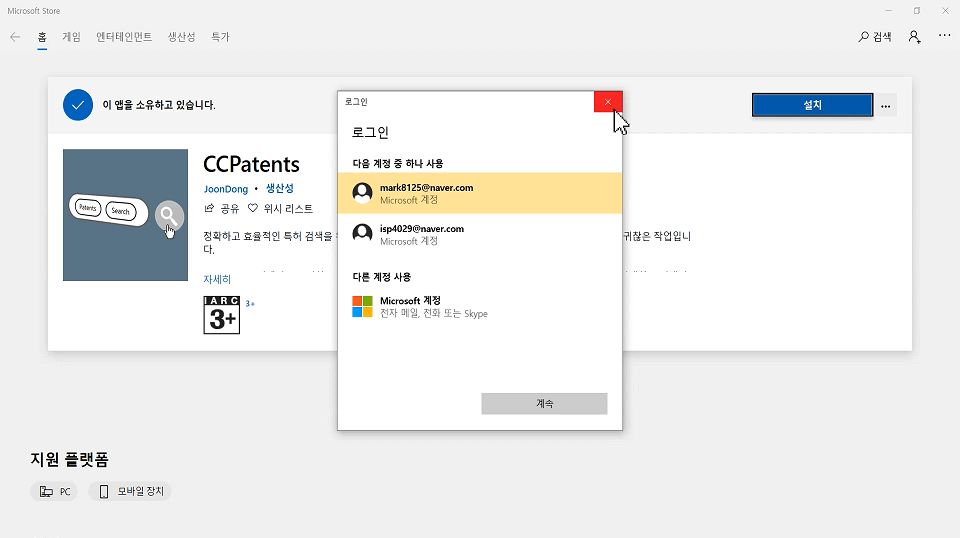 Microsoft Store
홈 게임 엔터테인먼트 생산성 특가
검색
이 앱을 소유하고 있습니다.
설치
CCPatents
JoonDong • 생산성
공유 위시 리스트
정확하고 효율적인 특허 검색을
귀찮은 작업입니
다.
자세히
IARC
3+
3+
Patents
Search
로그인
로그인
다음 계정 중 하나 사용
mark8125@naver.com
Microsoft 계정
isp4029@naver.com
Microsoft 계정
다른 계정 사용
Microsoft 계정
전자 메일, 전화 또는 Skype
계속
지원 플랫폼
PC
모바일 장치